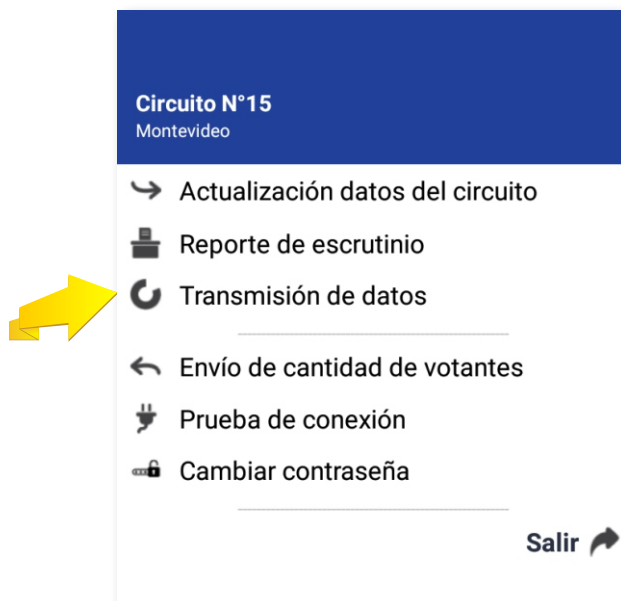 Circuito N°15
Montevideo
Actualización datos del circuito
Reporte de escrutinio
Transmisión de datos
Envío de cantidad de votantes
Prueba de conexión
Cambiar contraseña
Salir